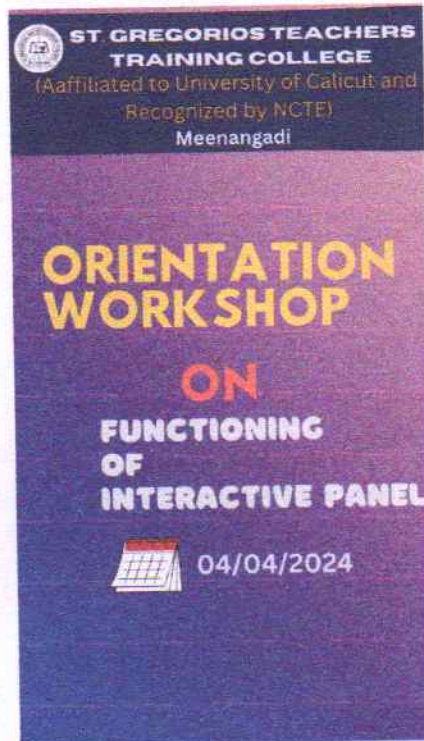 ST. GREGORIOS TEACHERS
TRAINING COLLEGE
(Aaffiliated to University of Calicut and
Recognized by NCTE)
Meenangadi
ORIENTATION
WORKSHOP
ON
FUNCTIONING
OF
INTERACTIVE PANEL
04/04/2024